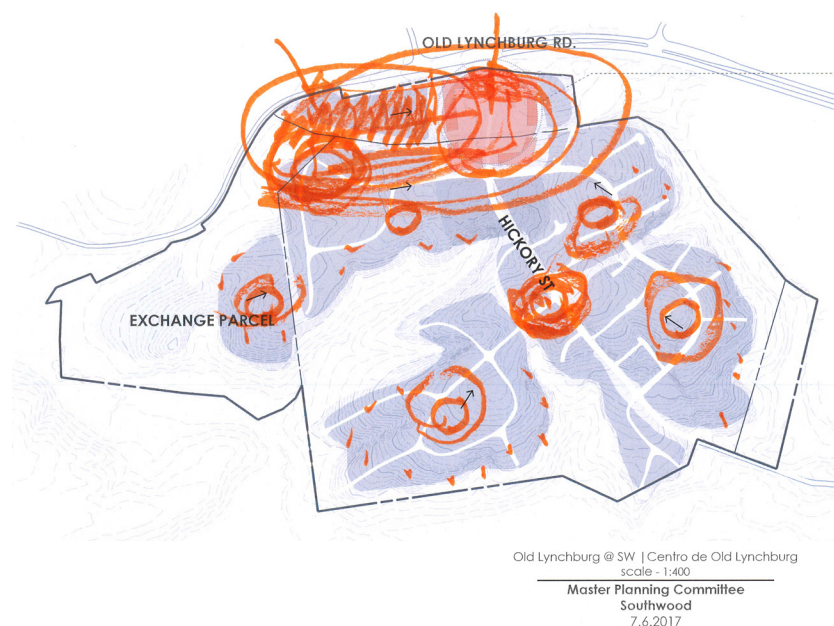 OLD LYNCHBURG RD.
HICKORY ST
EXCHANGE PARCEL
Old Lynchburg @ SW | Centro de Old Lynchburg
scale - 1:400
Master Planning Committee
Southwood
7.6.2017